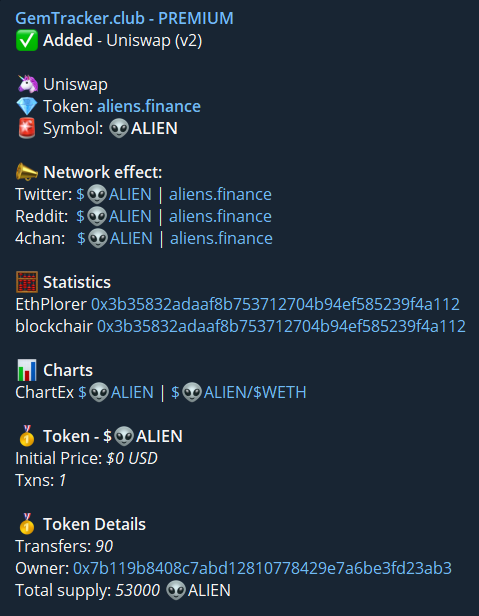 GemTracker.club - PREMIUM
✅ Added - Uniswap (v2)
🦄 Uniswap
💎 Token: aliens.finance
🚨 Symbol: 👽ALIEN
📣 Network effect:
Twitter: $👽ALIEN | aliens.finance
Reddit: $👽ALIEN | aliens.finance
4chan: $👽ALIEN | aliens.finance
🧮 Statistics
EthPlorer 0x3b35832adaaf8b753712704b94ef585239f4a112
blockchair 0x3b35832adaaf8b753712704b94ef585239f4a112
📊 Charts
ChartEx $👽ALIEN | $👽ALIEN/$WETH
🥇 Token - $👽ALIEN
Initial Price: $0 USD
Txns: 1
🥇 Token Details
Transfers: 90
Owner: 0x7b119b8408c7abd12810778429e7a6be3fd23ab3
Total supply: 53000 👽ALIEN